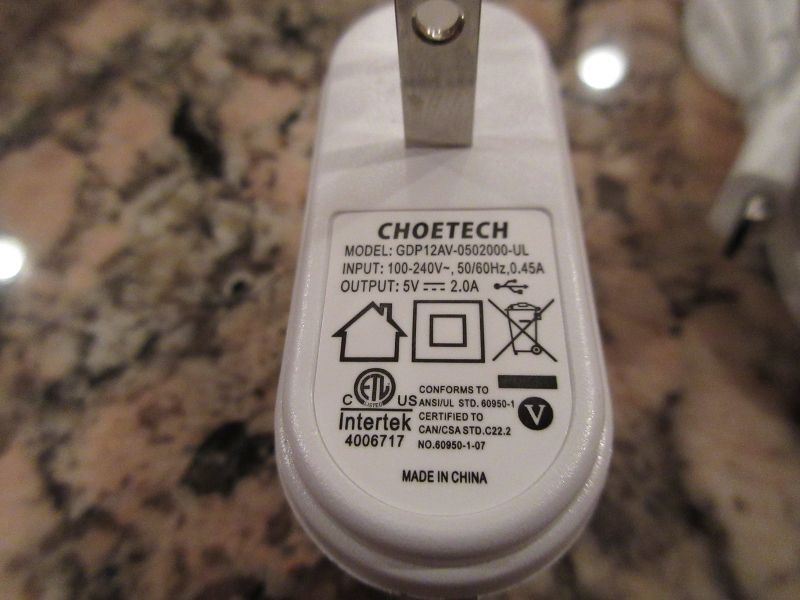 CHOETECH
MODEL: GDP12AV-0502000-UL
INPUT: 100-240V~, 50/60Hz,0.45A
OUTPUT: 5V⎓2.0A
ETL
LISTED
C US
Intertek
4006717
CONFORMS TO
ANSI/UL STD. 60950-1
CERTIFIED TO
CAN/CSA STD.C22.2
NO.60950-1-07
V
MADE IN CHINA